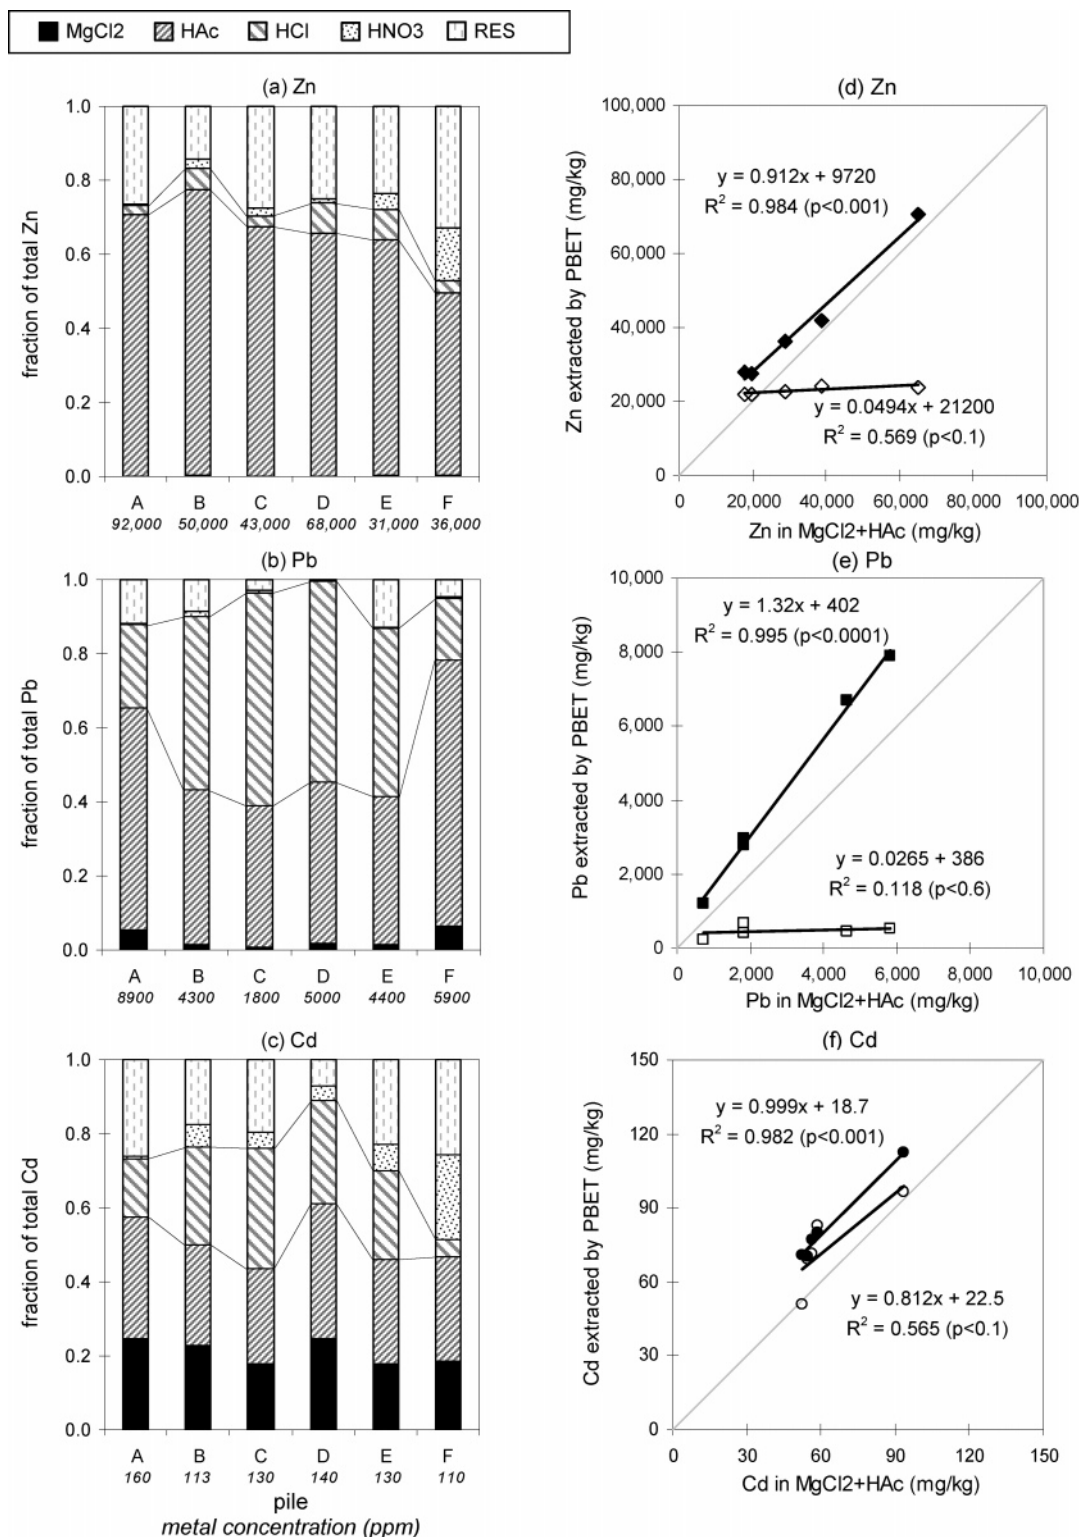 MgCl2 HAc HCl HNO3 RES
(a) Zn
fraction of total Zn
1.0
0.8
0.6
0.4
0.2
0.0
A B C D E F
92,000 50,000 43,000 68,000 31,000 36,000
(d) Zn
Zn extracted by PBET (mg/kg)
100,000
80,000
60,000
40,000
20,000
0
y = 0.912x + 9720
R² = 0.984 (p<0.001)
y = 0.0494x + 21200
R² = 0.569 (p<0.1)
0 20,000 40,000 60,000 80,000 100,000
Zn in MgCl2+HAc (mg/kg)
(b) Pb
fraction of total Pb
1.0
0.8
0.6
0.4
0.2
0.0
A B C D E F
8900 4300 1800 5000 4400 5900
(e) Pb
Pb extracted by PBET (mg/kg)
10,000
8,000
6,000
4,000
2,000
0
y = 1.32x + 402
R² = 0.995 (p<0.0001)
y = 0.0265 + 386
R² = 0.118 (p<0.6)
0 2,000 4,000 6,000 8,000 10,000
Pb in MgCl2+HAc (mg/kg)
(c) Cd
fraction of total Cd
1.0
0.8
0.6
0.4
0.2
0.0
A B C D E F
160 113 130 140 130 110
pile
metal concentration (ppm)
(f) Cd
Cd extracted by PBET (mg/kg)
150
120
90
60
30
0
y = 0.999x + 18.7
R² = 0.982 (p<0.001)
y = 0.812x + 22.5
R² = 0.565 (p<0.1)
0 30 60 90 120 150
Cd in MgCl2+HAc (mg/kg)